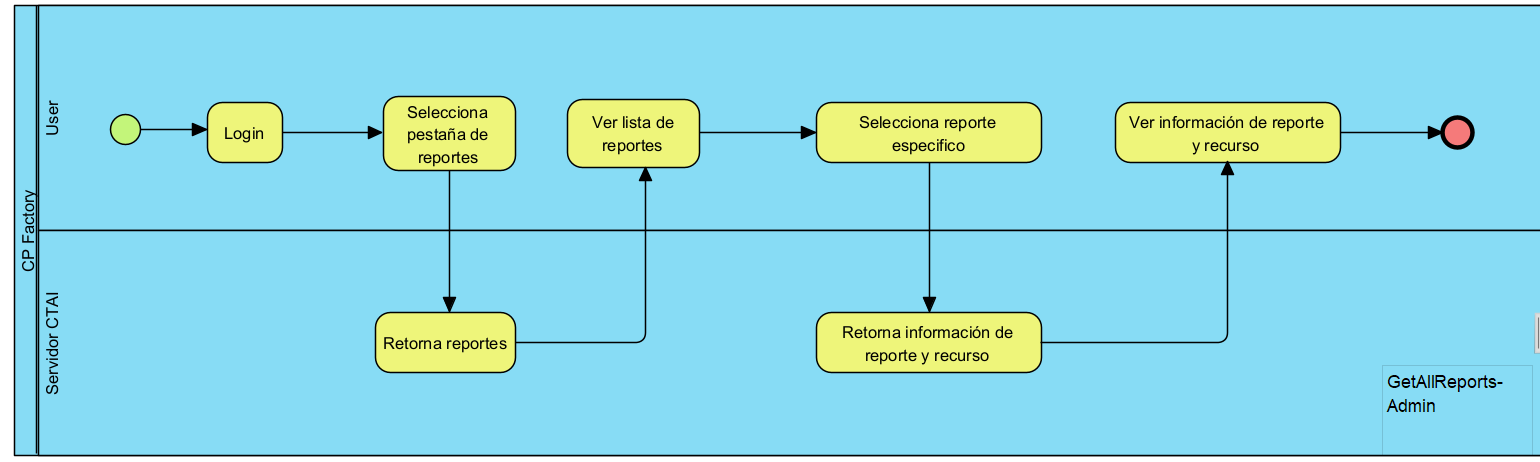 CP Factory
User
Login
Selecciona
pestaña de
reportes
Ver lista de
reportes
Selecciona reporte
especifico
Ver información de reporte
y recurso
Servidor CTAI
Retorna reportes
Retorna información de
reporte y recurso
GetAllReports-
Admin